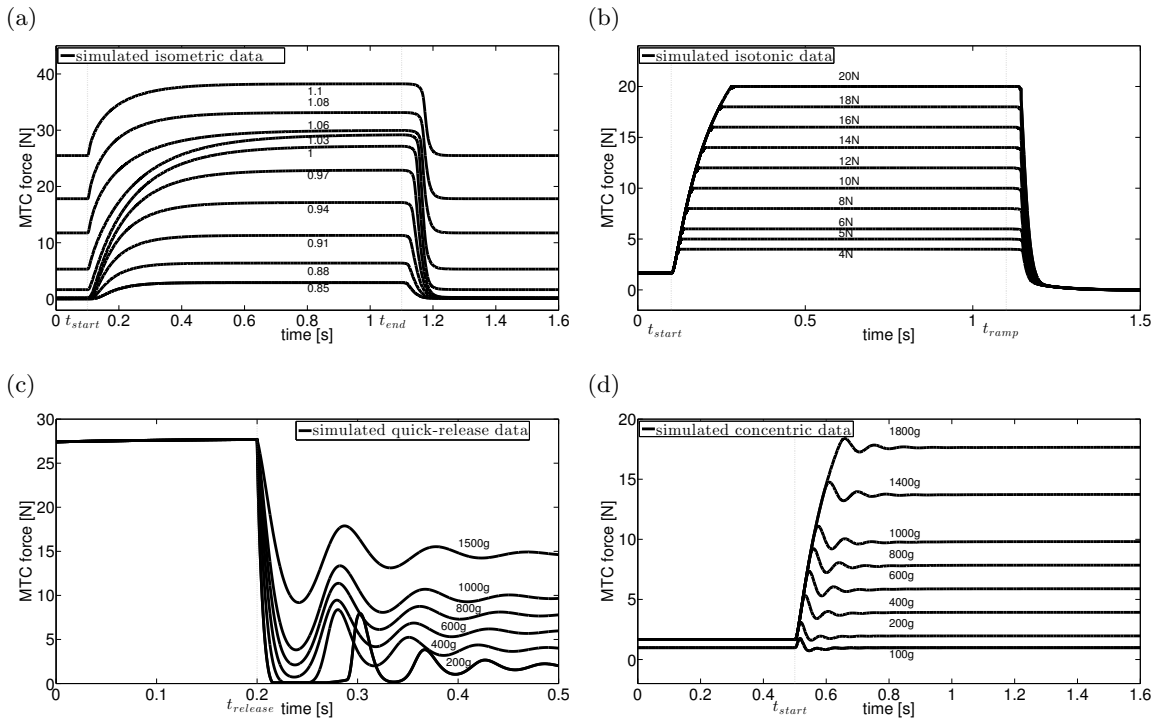 (a)
simulated isometric data
MTC force [N]
40
30
20
10
0
1.1
1.08
1.06
1.03
1
0.97
0.94
0.91
0.88
0.85
0 0.2 0.4 0.6 0.8 1 1.2 1.4 1.6
t_start t_end
time [s]
(b)
simulated isotonic data
MTC force [N]
20
15
10
5
0
20N
18N
16N
14N
12N
10N
8N
6N
5N
4N
0 0.5 1 1.5
t_start t_ramp
time [s]
(c)
simulated quick-release data
MTC force [N]
30
25
20
15
10
5
0
1500g
1000g
800g
600g
400g
200g
0 0.1 0.2 0.3 0.4 0.5
t_release time [s]
(d)
simulated concentric data
MTC force [N]
20
15
10
5
0
1800g
1400g
1000g
800g
600g
400g
200g
100g
0 0.2 0.4 0.6 0.8 1.0 1.2 1.4 1.6
t_start time [s]